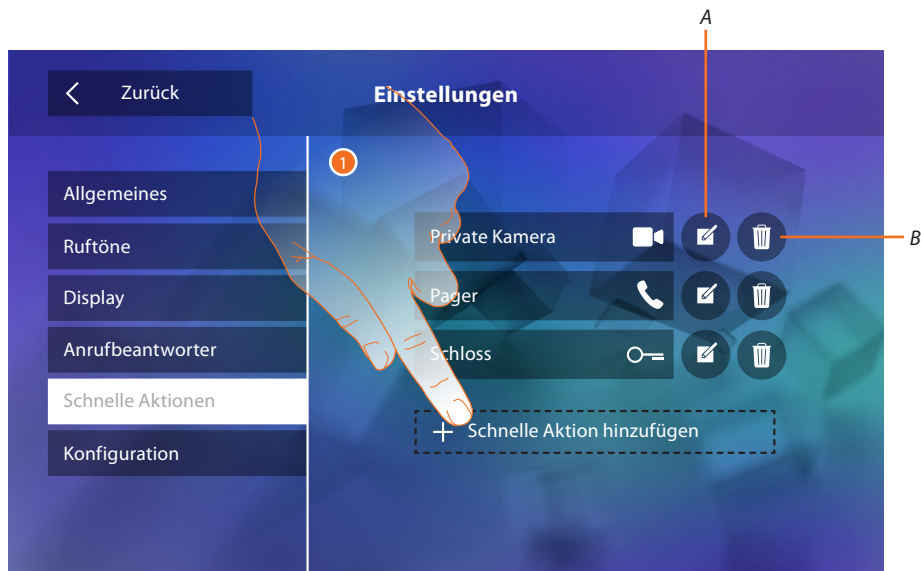 A
Zurück
Einstellungen
1
Allgemeines
Ruftöne
Display
Anrufbeantworter
Schnelle Aktionen
Konfiguration
Private Kamera
B
Pager
Schloss
+ Schnelle Aktion hinzufügen